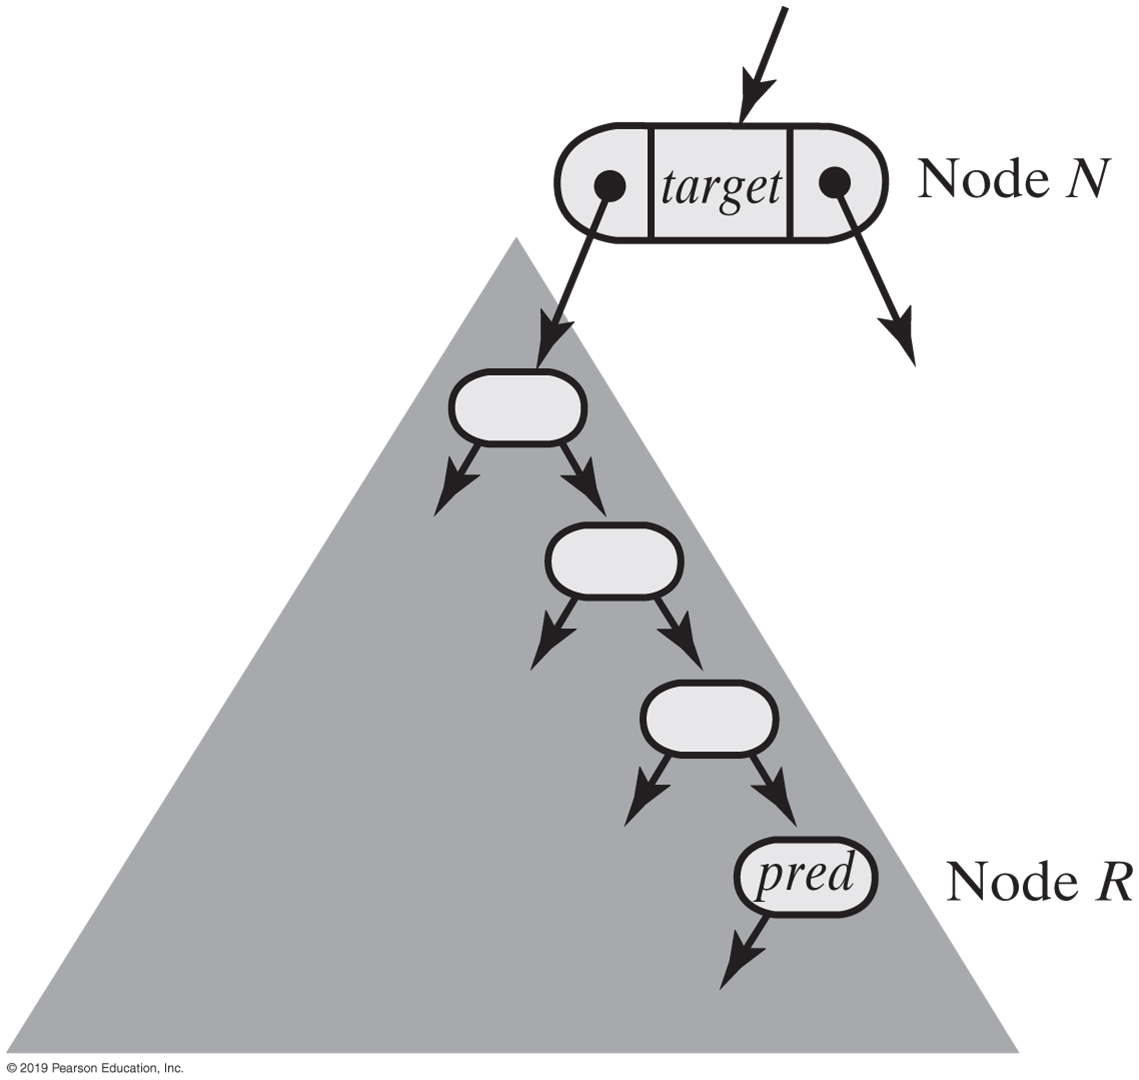 target
Node N
pred
Node R
© 2019 Pearson Education, Inc.